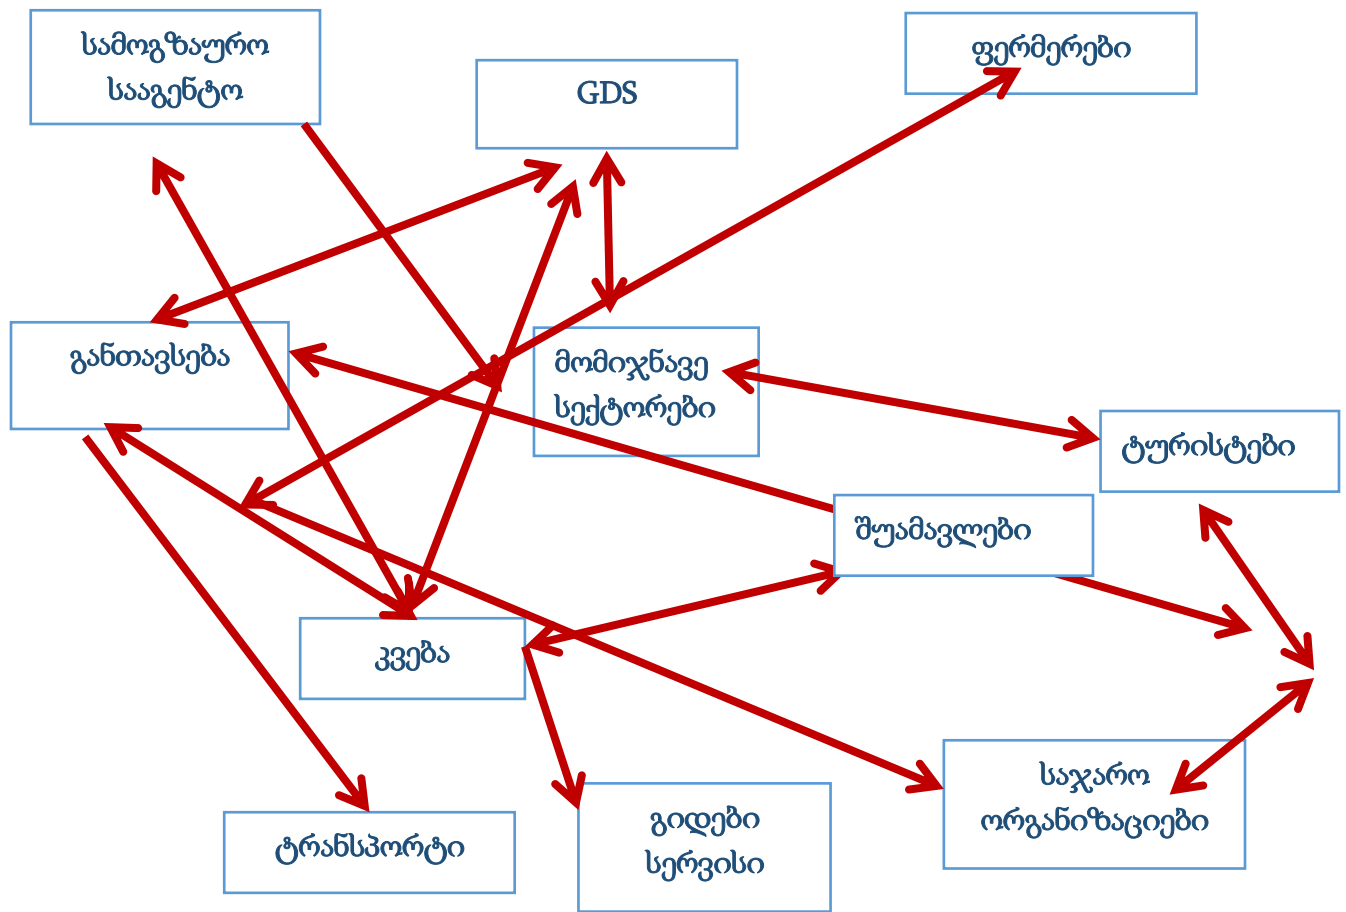 სამოგზაურო
სააგენტო
GDS
ფერმერები
განთავსება
მომიჯნავე
სექტორები
ტურისტები
შუამავლები
კვება
საჯარო
ორგანიზაციები
ტრანსპორტი
გიდები
სერვისი